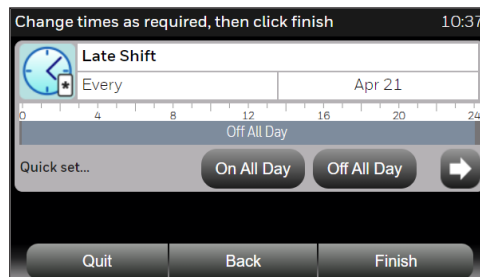 Change times as required, then click finish 10:37
Late Shift
Every Apr 21
0 4 8 12 16 20 24
Off All Day
Quick set... On All Day Off All Day
Quit Back Finish